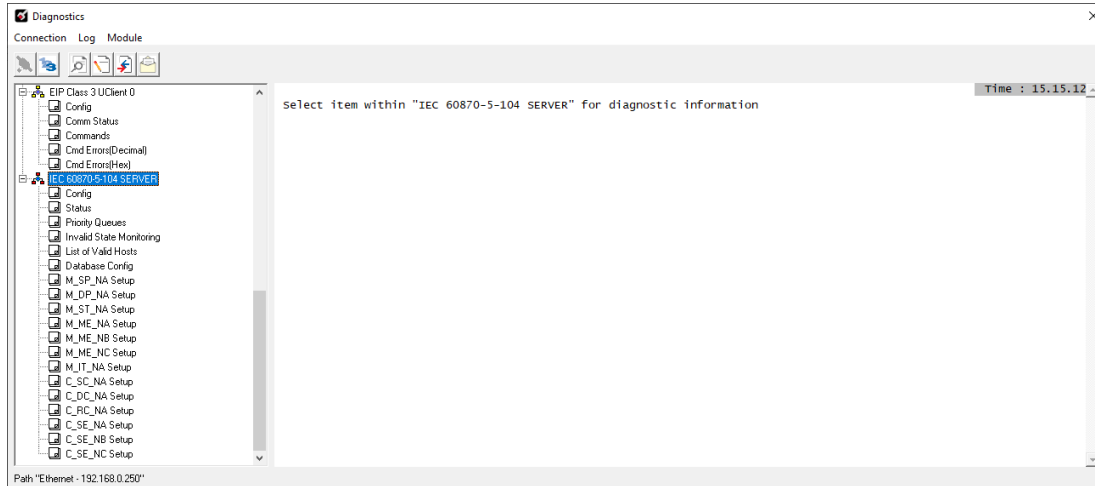 Diagnostics
Connection Log Module
EIP Class 3 UClient 0
Config
Comm Status
Commands
Cmd Errors(Decimal)
Cmd Errors(Hex)
IEC 60870-5-104 SERVER
Config
Status
Priority Queues
Invalid State Monitoring
List of Valid Hosts
Database Config
M_SP_NA Setup
M_DP_NA Setup
M_ST_NA Setup
M_ME_NA Setup
M_ME_NB Setup
M_ME_NC Setup
M_IT_NA Setup
C_SC_NA Setup
C_DC_NA Setup
C_RC_NA Setup
C_SE_NA Setup
C_SE_NB Setup
C_SE_NC Setup
Time : 15.15.12
Select item within "IEC 60870-5-104 SERVER" for diagnostic information
Path "Ethernet - 192.168.0.250"